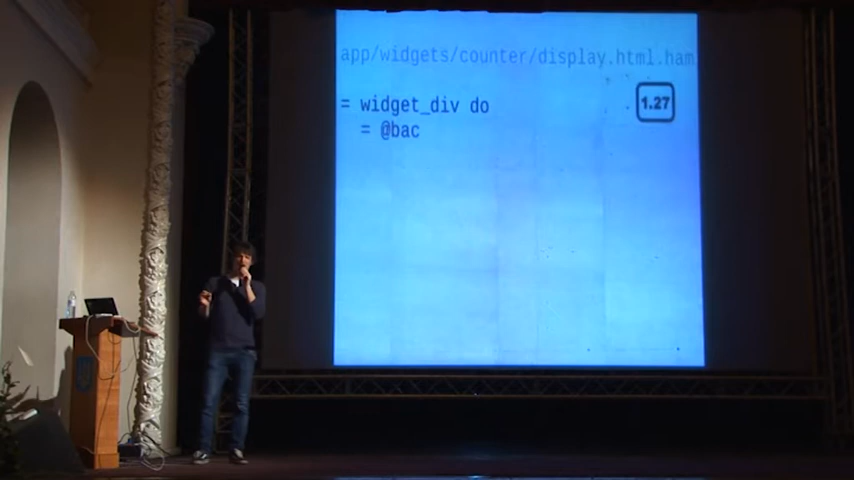 app/widgets/counter/display.html.ham
1.27
= widget_div do
= @bac